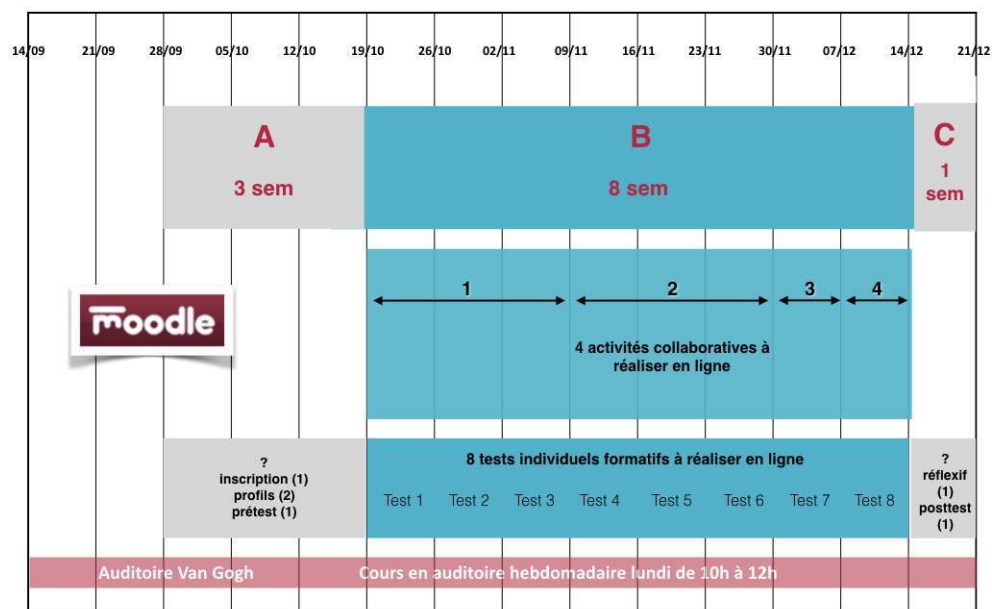 14/09 21/09 28/09 05/10 12/10 19/10 26/10 02/11 09/11 16/11 23/11 30/11 07/12 14/12 21/12
A B C
3 sem 8 sem 1
sem
1 2 3 4
moodle
4 activités collaboratives à
réaliser en ligne
?
inscription (1)
profils (2)
prétest (1)
8 tests individuels formatifs à réaliser en ligne
Test 1 Test 2 Test 3 Test 4 Test 5 Test 6 Test 7 Test 8
?
réflexif
(1)
posttest
(1)
Auditoire Van Gogh Cours en auditoire hebdomadaire lundi de 10h à 12h